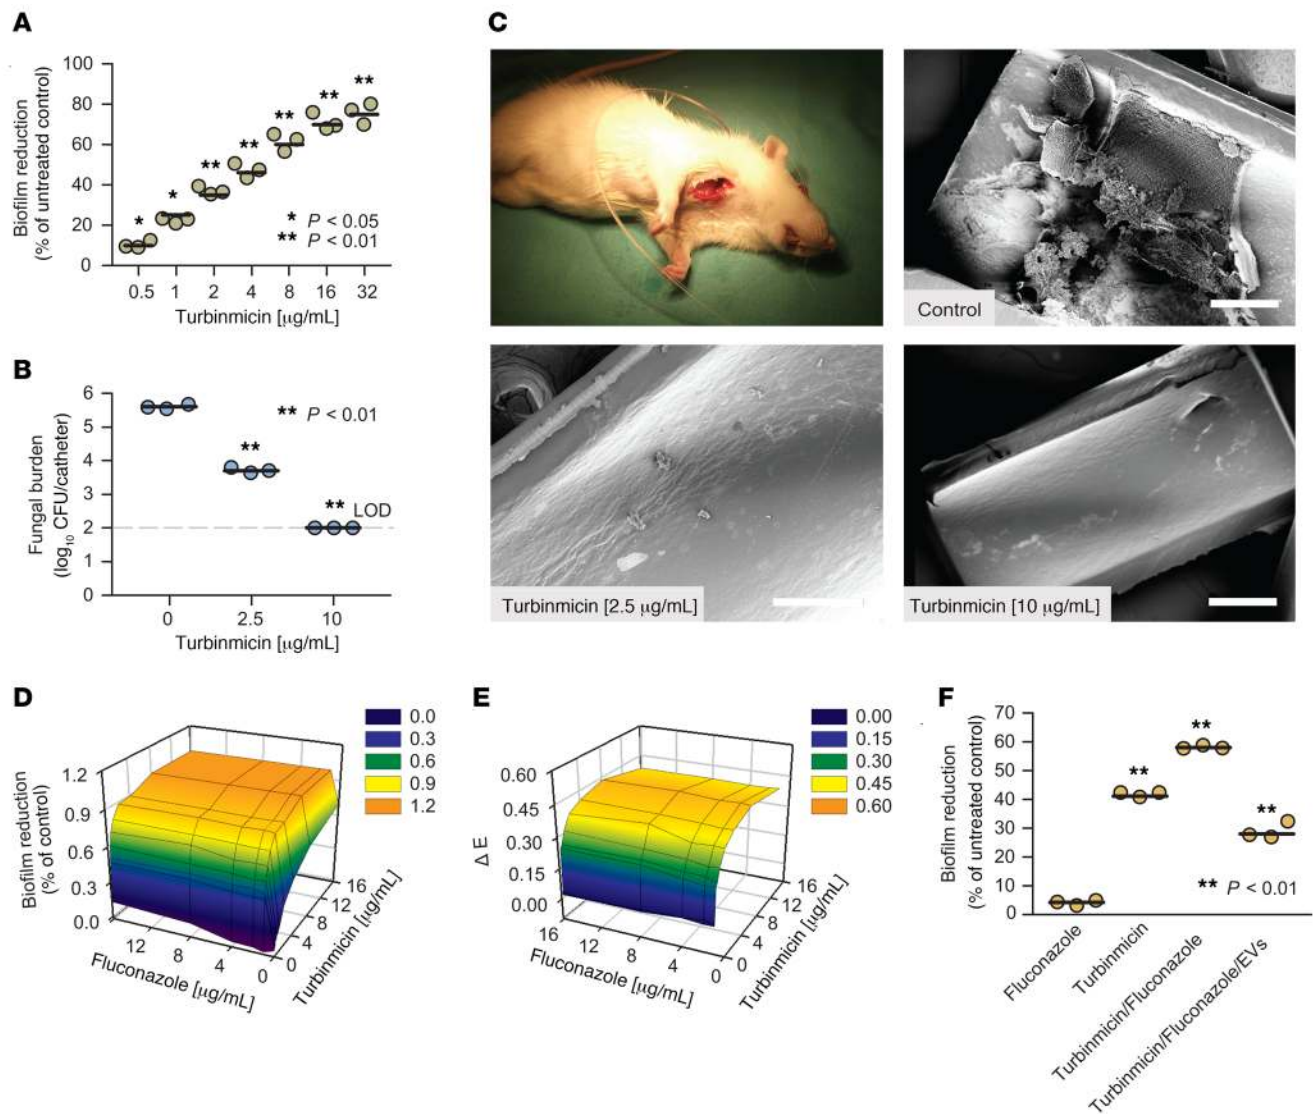 A
Biofilm reduction
(% of untreated control)
100
80
60
40
20
0
*
*
**
**
**
**
**
* P < 0.05
** P < 0.01
0.5 1 2 4 8 16 32
Turbinmicin [µg/mL]
B
Fungal burden
(log10 CFU/catheter)
6
5
4
3
2
1
0
** P < 0.01
**
**
LOD
0 2.5 10
Turbinmicin [µg/mL]
C
Control
Turbinmicin [2.5 µg/mL]
Turbinmicin [10 µg/mL]
D
Biofilm reduction
(% of control)
1.2
0.9
0.6
0.3
0.0
12 8 4 0
Fluconazole [µg/mL]
0 4 8 12 16
Turbinmicin [µg/mL]
0.0
0.3
0.6
0.9
1.2
E
Δ E
0.60
0.45
0.30
0.15
0.00
16 12 8 4 0
Fluconazole [µg/mL]
0 4 8 12 16
Turbinmicin [µg/mL]
0.00
0.15
0.30
0.45
0.60
F
Biofilm reduction
(% of untreated control)
70
60
50
40
30
20
10
0
**
**
**
** P < 0.01
Fluconazole
Turbinmicin
Turbinmicin/Fluconazole
Turbinmicin/Fluconazole/EVs